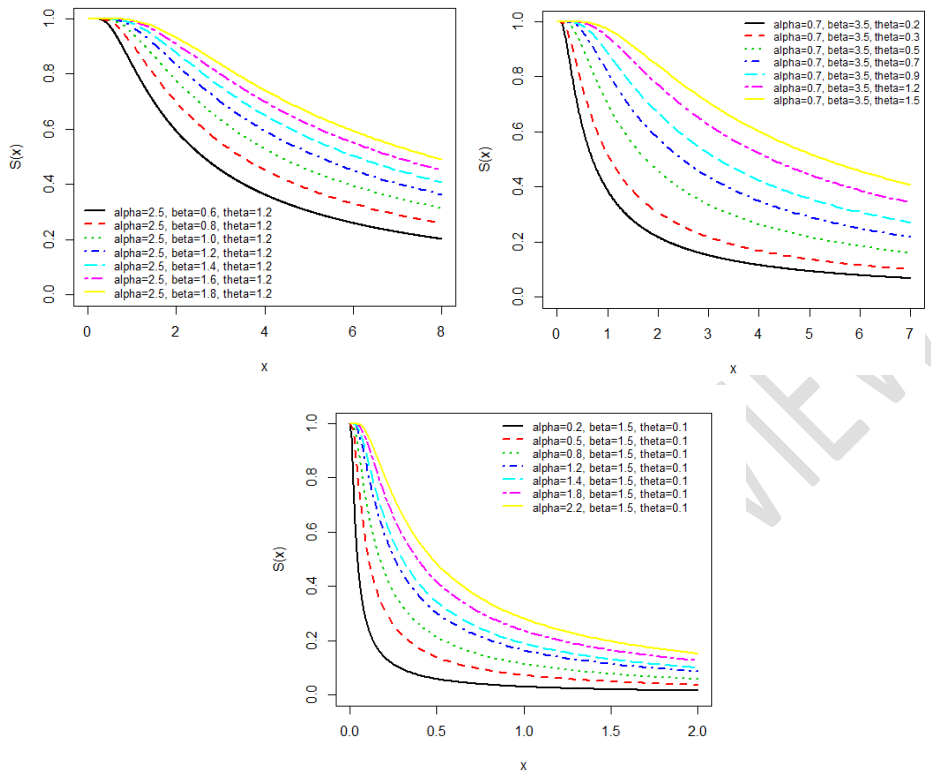 1.0
0.8
0.6
0.4
0.2
0.0
S(x)
alpha=2.5, beta=0.6, theta=1.2
alpha=2.5, beta=0.8, theta=1.2
alpha=2.5, beta=1.0, theta=1.2
alpha=2.5, beta=1.2, theta=1.2
alpha=2.5, beta=1.4, theta=1.2
alpha=2.5, beta=1.6, theta=1.2
alpha=2.5, beta=1.8, theta=1.2
0 2 4 6 8
x
1.0
0.8
0.6
0.4
0.2
0.0
S(x)
alpha=0.7, beta=3.5, theta=0.2
alpha=0.7, beta=3.5, theta=0.3
alpha=0.7, beta=3.5, theta=0.5
alpha=0.7, beta=3.5, theta=0.7
alpha=0.7, beta=3.5, theta=0.9
alpha=0.7, beta=3.5, theta=1.2
alpha=0.7, beta=3.5, theta=1.5
0 1 2 3 4 5 6 7
x
1.0
0.8
0.6
0.4
0.2
0.0
S(x)
alpha=0.2, beta=1.5, theta=0.1
alpha=0.5, beta=1.5, theta=0.1
alpha=0.8, beta=1.5, theta=0.1
alpha=1.2, beta=1.5, theta=0.1
alpha=1.4, beta=1.5, theta=0.1
alpha=1.8, beta=1.5, theta=0.1
alpha=2.2, beta=1.5, theta=0.1
0.0 0.5 1.0 1.5 2.0
x